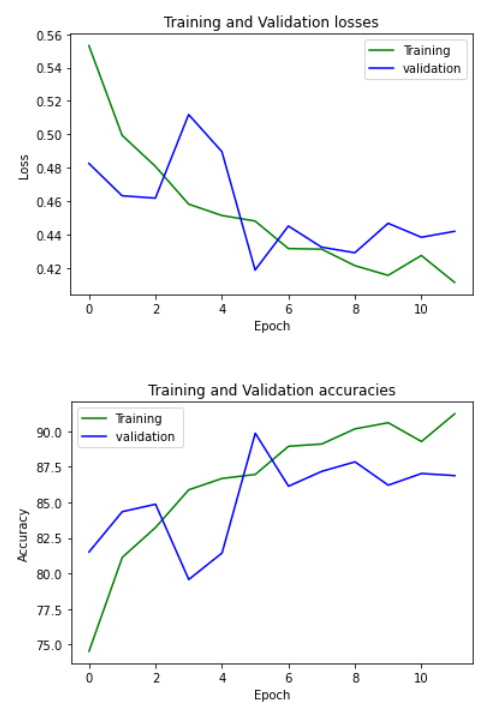 Training and Validation losses
0.56
0.54
0.52
0.50
0.48
0.46
0.44
0.42
Loss
Training
validation
0 2 4 6 8 10
Epoch
Training and Validation accuracies
90.0
87.5
85.0
82.5
80.0
77.5
75.0
Accuracy
Training
validation
0 2 4 6 8 10
Epoch